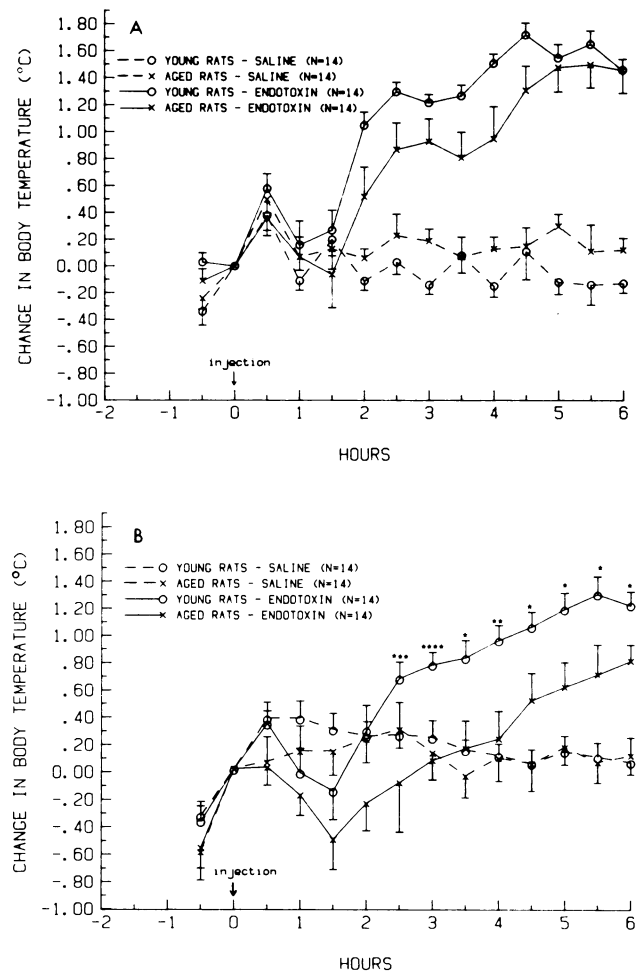 A
CHANGE IN BODY TEMPERATURE (°C)
1.80
1.60
1.40
1.20
1.00
.80
.60
.40
.20
0.00
-.20
-.40
-.60
-.80
-1.00
YOUNG RATS - SALINE (N=14)
AGED RATS - SALINE (N=14)
YOUNG RATS - ENDOTOXIN (N=14)
AGED RATS - ENDOTOXIN (N=14)
injection
-2 -1 0 1 2 3 4 5 6
HOURS
B
CHANGE IN BODY TEMPERATURE (°C)
1.80
1.60
1.40
1.20
1.00
.80
.60
.40
.20
0.00
-.20
-.40
-.60
-.80
-1.00
YOUNG RATS - SALINE (N=14)
AGED RATS - SALINE (N=14)
YOUNG RATS - ENDOTOXIN (N=14)
AGED RATS - ENDOTOXIN (N=14)
*** **** * ** * * * *
injection
-2 -1 0 1 2 3 4 5 6
HOURS